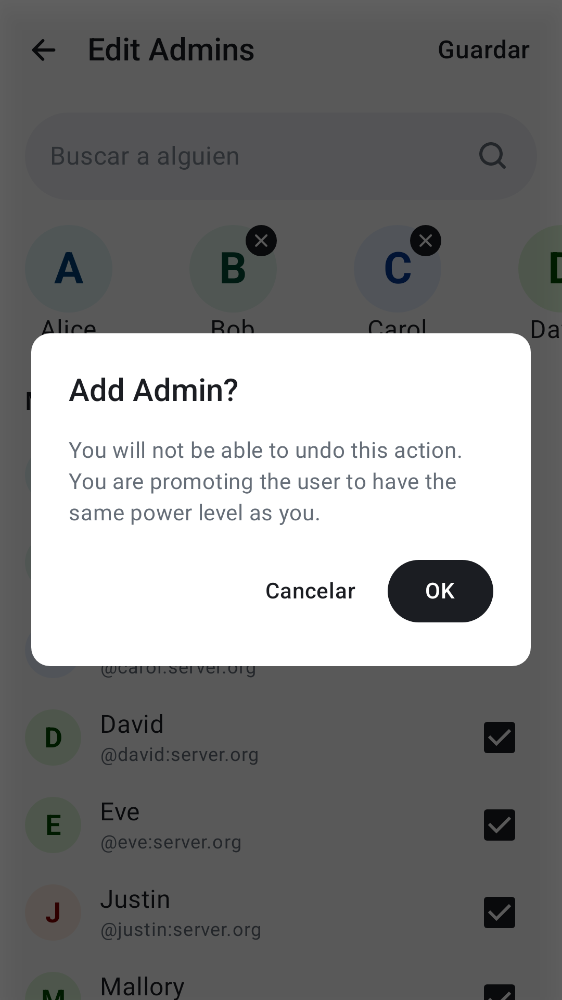 Edit Admins
Guardar
Buscar a alguien
A
B
C
Alice
Bob
Carol
Da
Add Admin?
You will not be able to undo this action.
You are promoting the user to have the
same power level as you.
Cancelar
OK
@carol:server.org
D
David
@david:server.org
E
Eve
@eve:server.org
J
Justin
@justin:server.org
M
Mallory